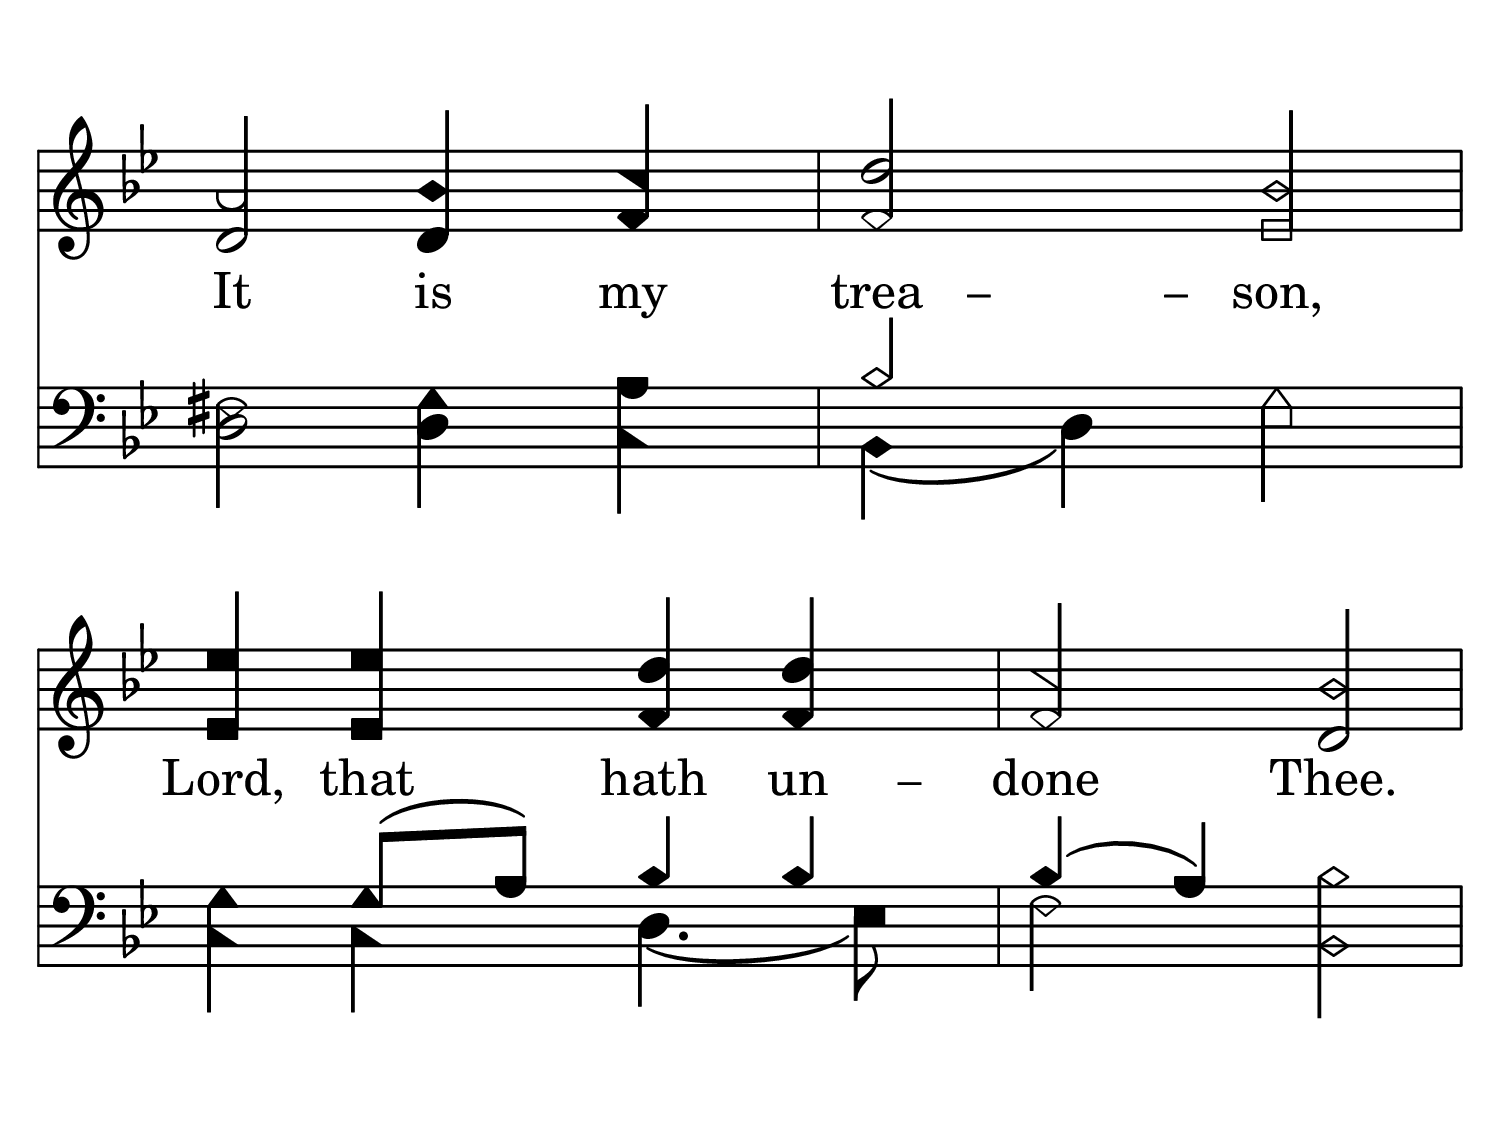 It is my trea – – son,
Lord, that hath un – done Thee.